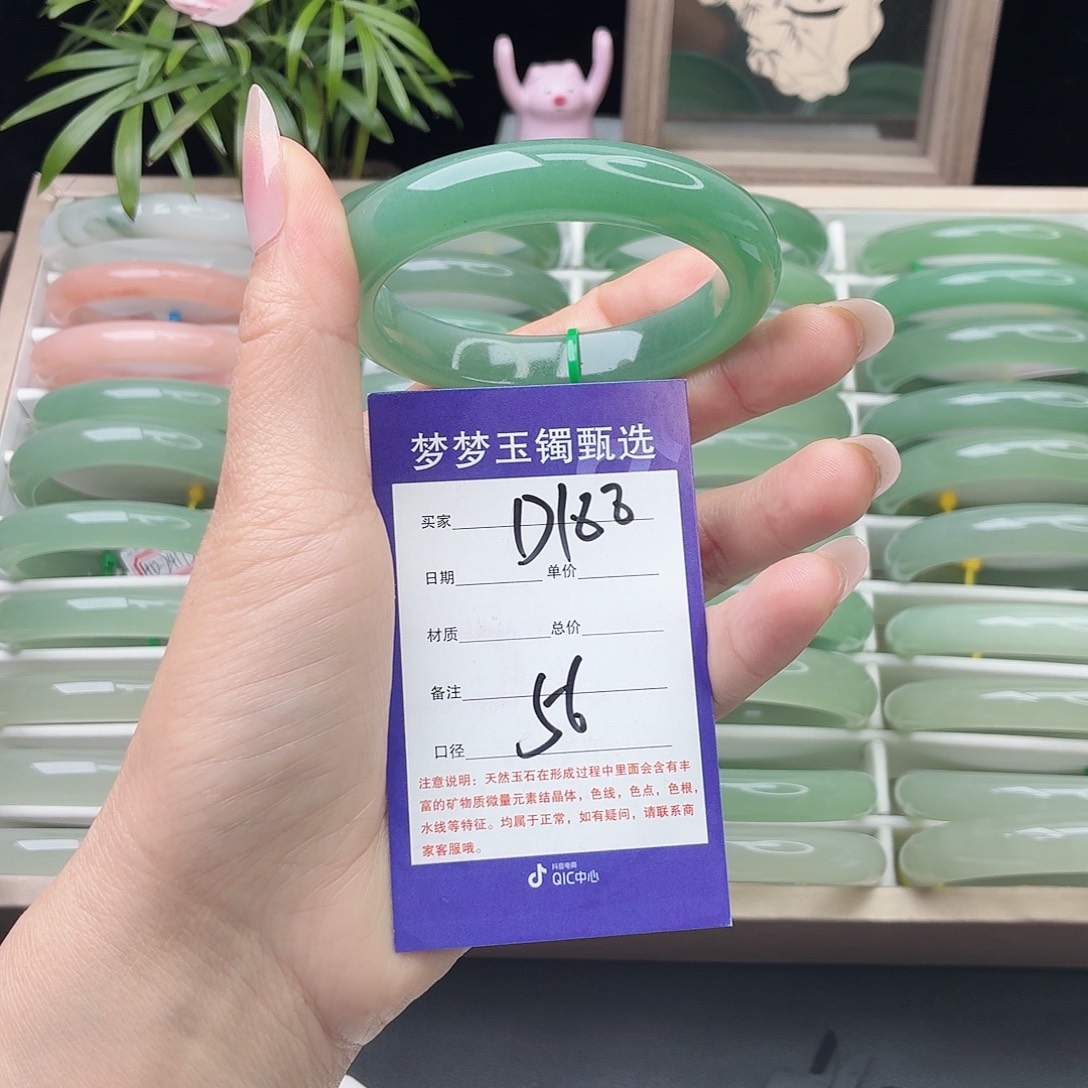 梦梦玉镯甄选
买家 D188
日期 单价
材质 总价
备注
56
口径
注意说明：天然玉石在形成过程中里面会含有丰
富的矿物质微量元素结晶体，色线，色点，色根，
水线等特征。均属于正常，如有疑问，请联系商
家客服哦。
抖音电商
QIC中心